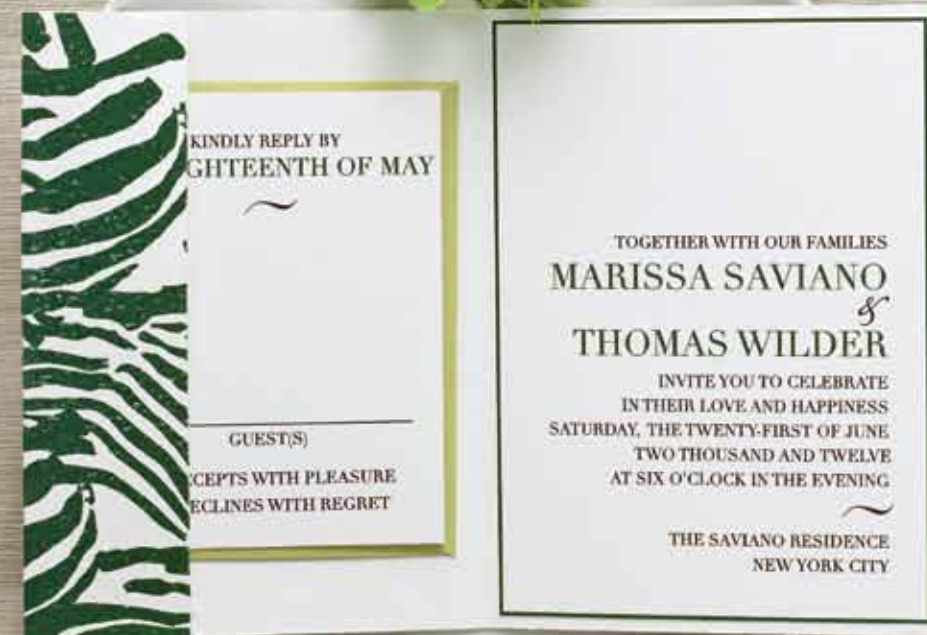 KINDLY REPLY BY
GHTEENTH OF MAY
GUEST(S)
CCEPTS WITH PLEASURE
ECLINES WITH REGRET
TOGETHER WITH OUR FAMILIES
MARISSA SAVIANO
&
THOMAS WILDER
INVITE YOU TO CELEBRATE
IN THEIR LOVE AND HAPPINESS
SATURDAY, THE TWENTY-FIRST OF JUNE
TWO THOUSAND AND TWELVE
AT SIX O'CLOCK IN THE EVENING
THE SAVIANO RESIDENCE
NEW YORK CITY